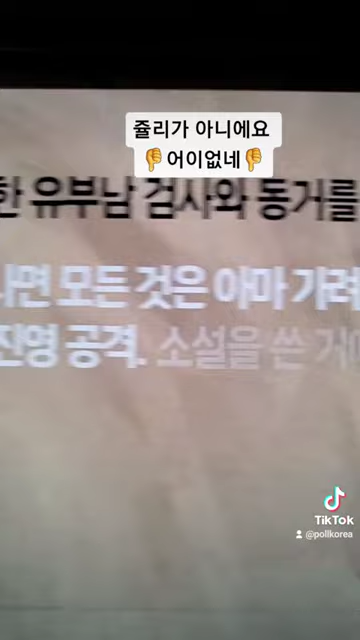 쥴리가 아니에요
👎어이없네👎
한 유부남 검사와 동거를
나면 모든 것은 아마 가려
진영 공격. 소설을 쓴 거
TikTok
@pollkorea